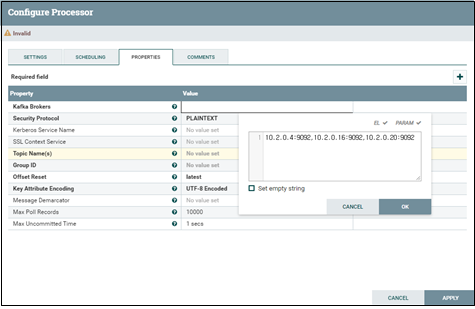 Configure Processor
Invalid
SETTINGS SCHEDULING PROPERTIES COMMENTS
Required field
Property Value
Kafka Brokers
Security Protocol PLAINTEXT
EL PARAM
Kerberos Service Name No value set
1 10.2.0.4:9092,10.2.0.16:9092,10.2.0.20:9092
SSL Context Service No value set
Topic Name(s) No value set
Group ID No value set
Offset Reset latest
Key Attribute Encoding UTF-8 Encoded
Set empty string
Message Demarcator No value set
Max Poll Records 10000
CANCEL OK
Max Uncommitted Time 1 secs
CANCEL APPLY